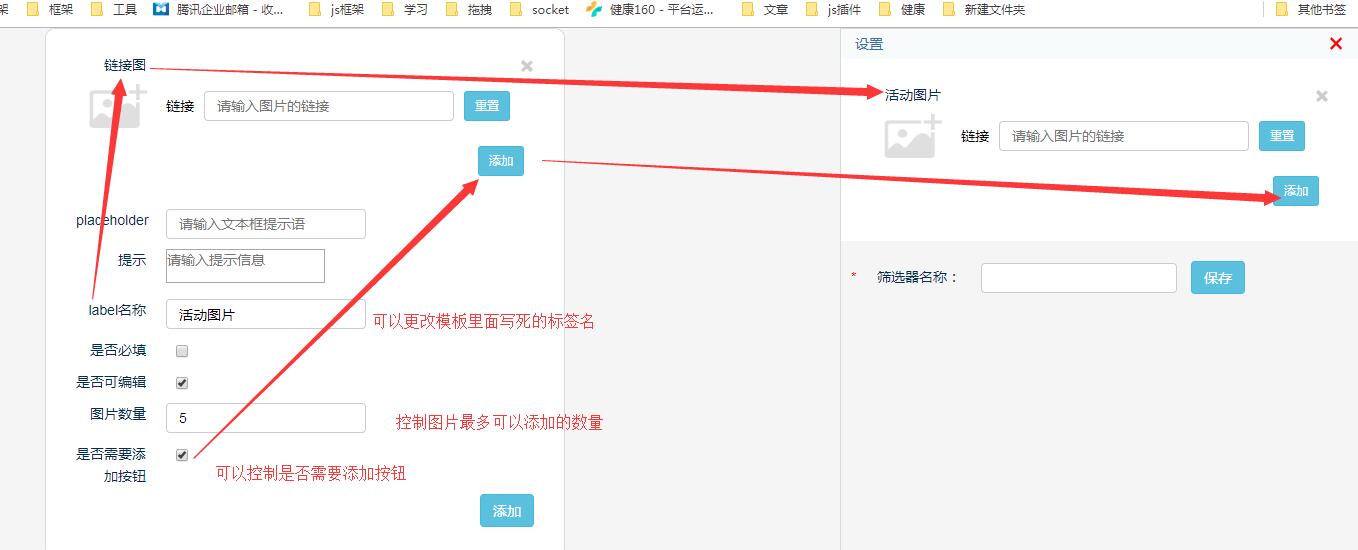 架 框架 工具 腾讯企业邮箱 - 收... js框架 学习 拖拽 socket 健康160 - 平台运... 文章 js插件 健康 新建文件夹 其他书签
链接图
链接 请输入图片的链接 重置
添加
placeholder 请输入文本框提示语
提示 请输入提示信息
label名称 活动图片 可以更改模板里面写死的标签名
是否必填
是否可编辑
图片数量 5 控制图片最多可以添加的数量
是否需要添
加按钮
可以控制是否需要添加按钮
添加
设置
活动图片
链接 请输入图片的链接 重置
添加
* 筛选器名称： 保存